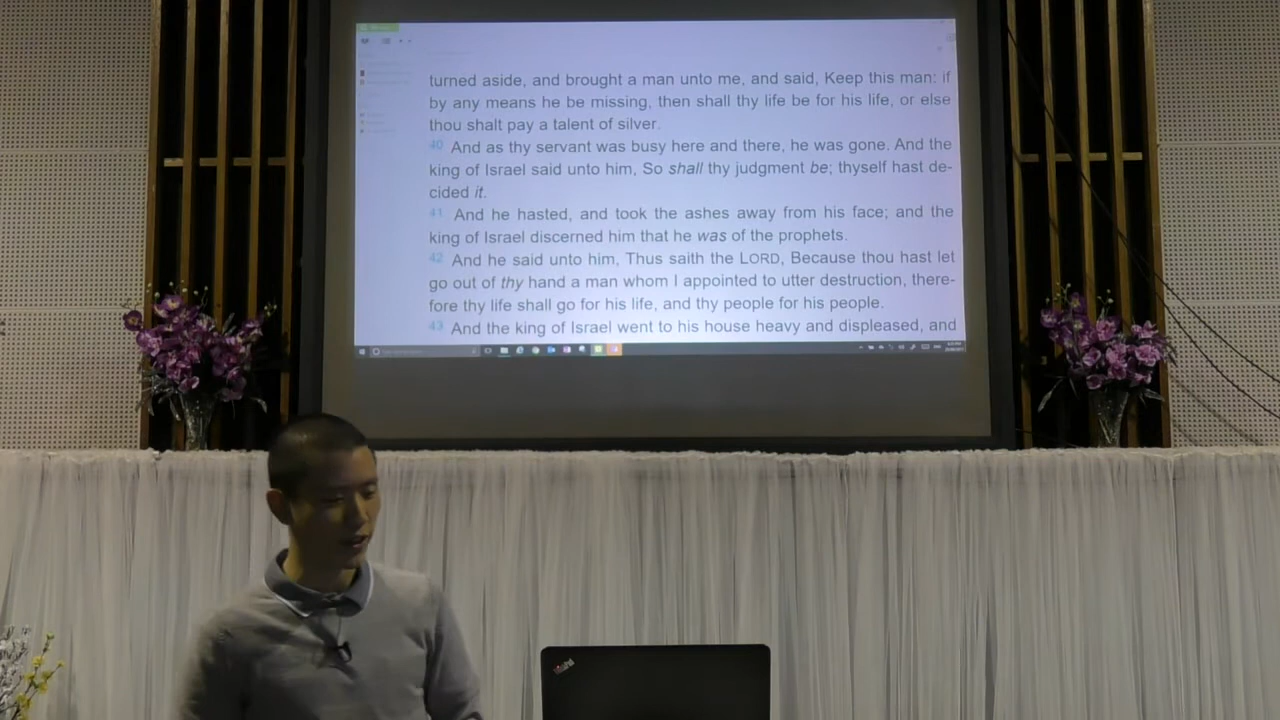 turned aside, and brought a man unto me, and said, Keep this man: if
by any means he be missing, then shall thy life be for his life, or else
thou shalt pay a talent of silver.
40 And as thy servant was busy here and there, he was gone. And the
king of Israel said unto him, So shall thy judgment be; thyself hast de-
cided it.
41 And he hasted, and took the ashes away from his face; and the
king of Israel discerned him that he was of the prophets.
42 And he said unto him, Thus saith the LORD, Because thou hast let
go out of thy hand a man whom I appointed to utter destruction, there-
fore thy life shall go for his life, and thy people for his people.
43 And the king of Israel went to his house heavy and displeased, and
ThinkPad